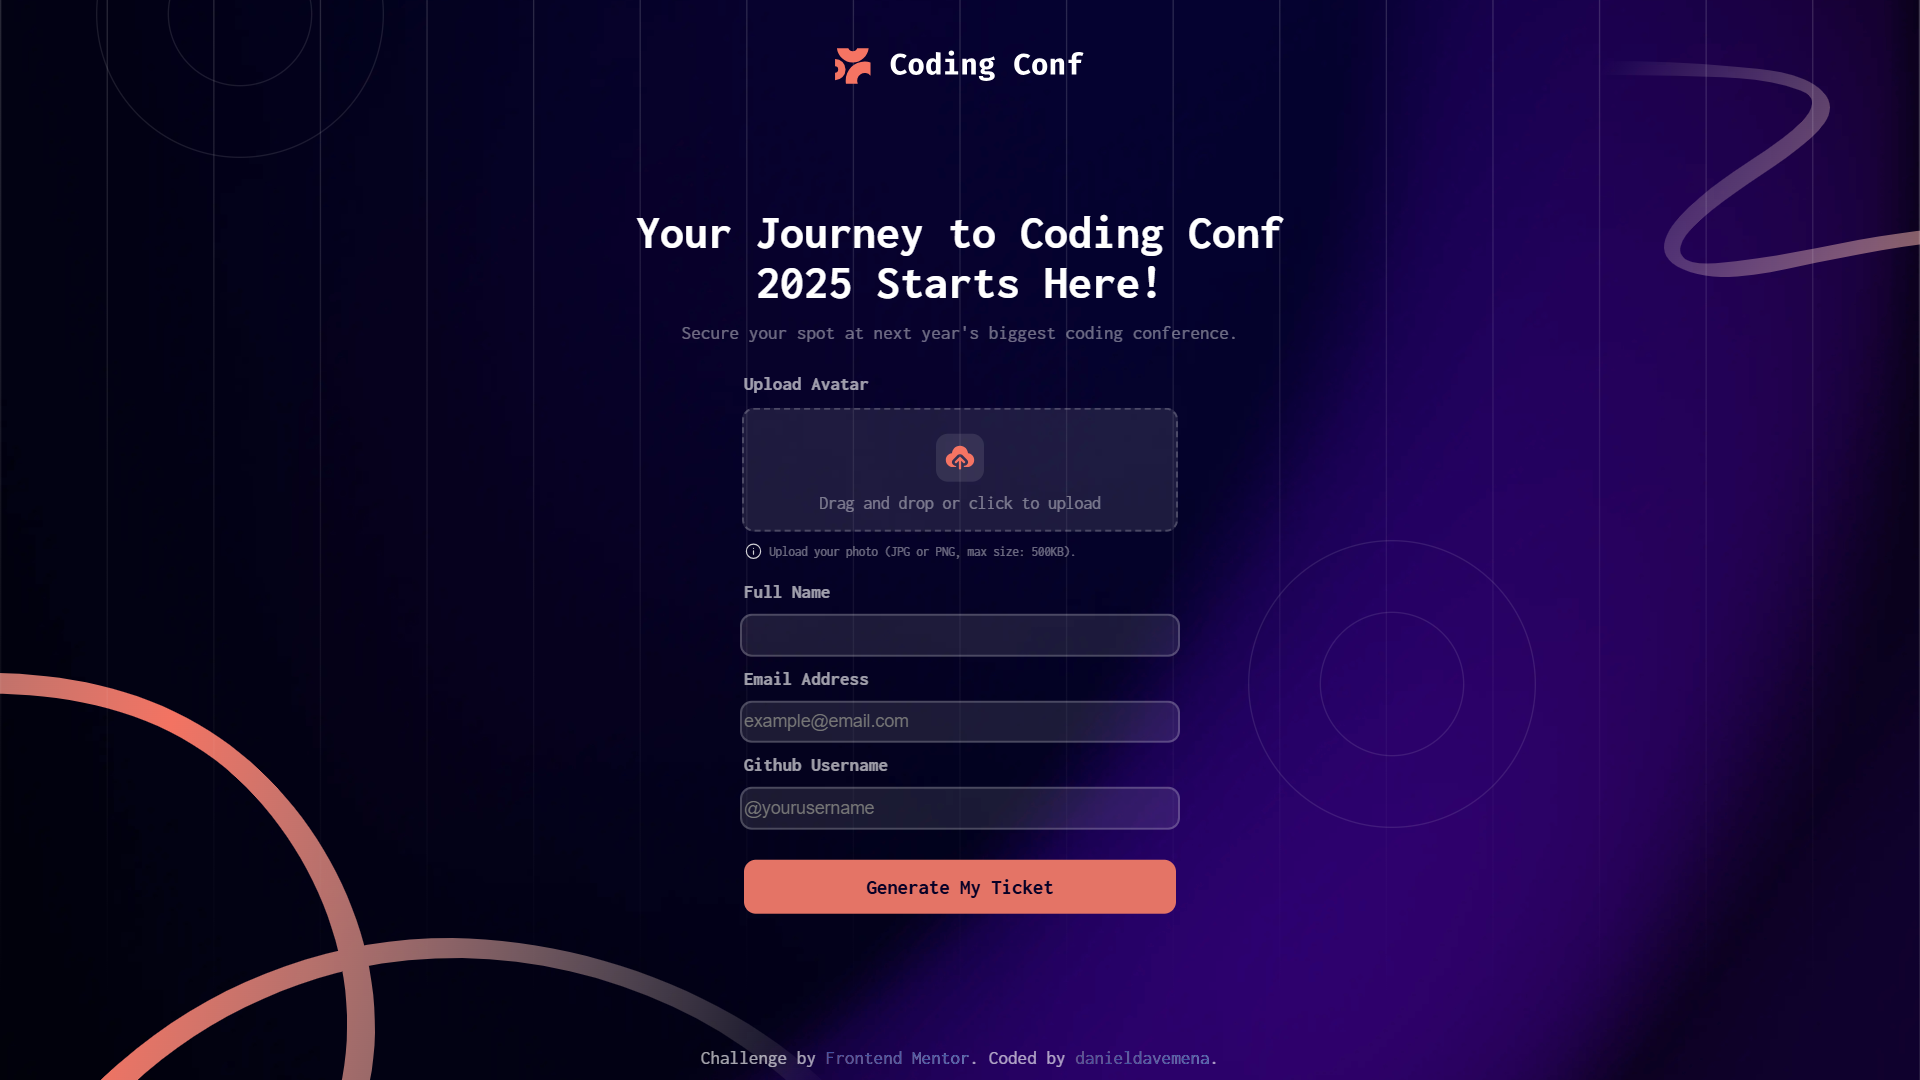 Coding Conf
Your Journey to Coding Conf
2025 Starts Here!
Secure your spot at next year's biggest coding conference.
Upload Avatar
Drag and drop or click to upload
Upload your photo (JPG or PNG, max size: 500KB).
Full Name
Email Address
example@email.com
Github Username
@yourusername
Generate My Ticket
Challenge by Frontend Mentor. Coded by danieldavemena.